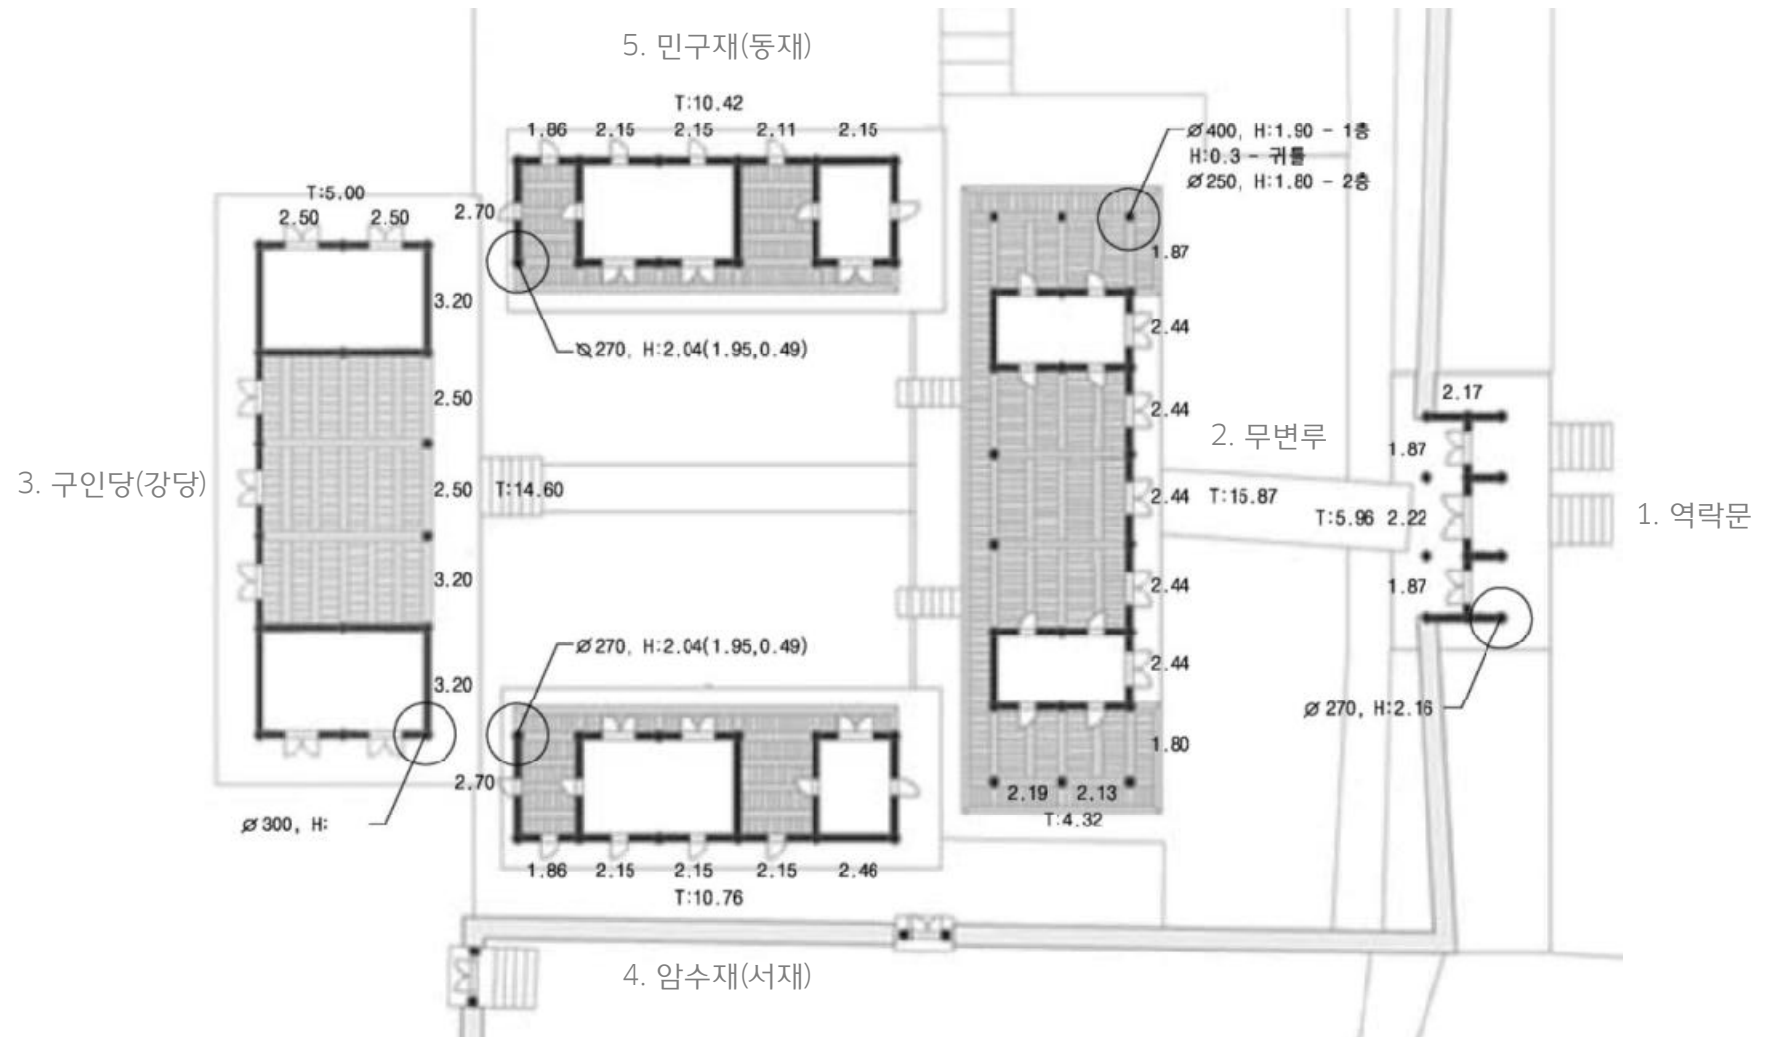 5. 민구재(동재)
T:10.42
1.86 2.15 2.15 2.11 2.15
2.70
Ø270, H:2.04(1.95,0.49)
T:5.00
2.50 2.50
3.20
2.50
2.50
3.20
3.20
T:14.60
3. 구인당(강당)
Ø300, H:
Ø400, H:1.90 - 1층
H:0.3 - 귀틀
Ø250, H:1.80 - 2층
1.87
2.44
2.44
2.44
2.44
2.44
1.80
2.19 2.13
T:4.32
T:15.87
2. 무변루
2.17
1.87
T:5.96 2.22
1.87
Ø270, H:2.16
1. 역락문
Ø270, H:2.04(1.95,0.49)
2.70
1.86 2.15 2.15 2.15 2.46
T:10.76
4. 암수재(서재)